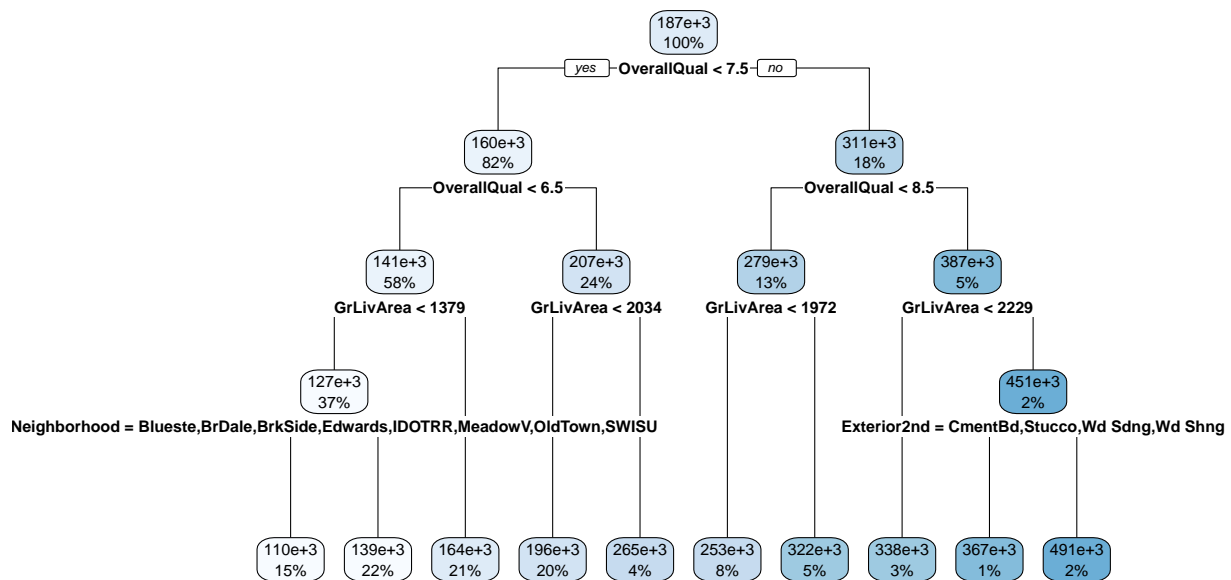 187e+3
100%
yes OverallQual < 7.5 no
160e+3
82%
311e+3
18%
OverallQual < 6.5
OverallQual < 8.5
141e+3
58%
207e+3
24%
279e+3
13%
387e+3
5%
GrLivArea < 1379
GrLivArea < 2034
GrLivArea < 1972
GrLivArea < 2229
127e+3
37%
451e+3
2%
Neighborhood = Blueste,BrDale,BrkSide,Edwards,IDOTRR,MeadowV,OldTown,SWISU
Exterior2nd = CmentBd,Stucco,Wd Sdng,Wd Shng
110e+3
15%
139e+3
22%
164e+3
21%
196e+3
20%
265e+3
4%
253e+3
8%
322e+3
5%
338e+3
3%
367e+3
1%
491e+3
2%